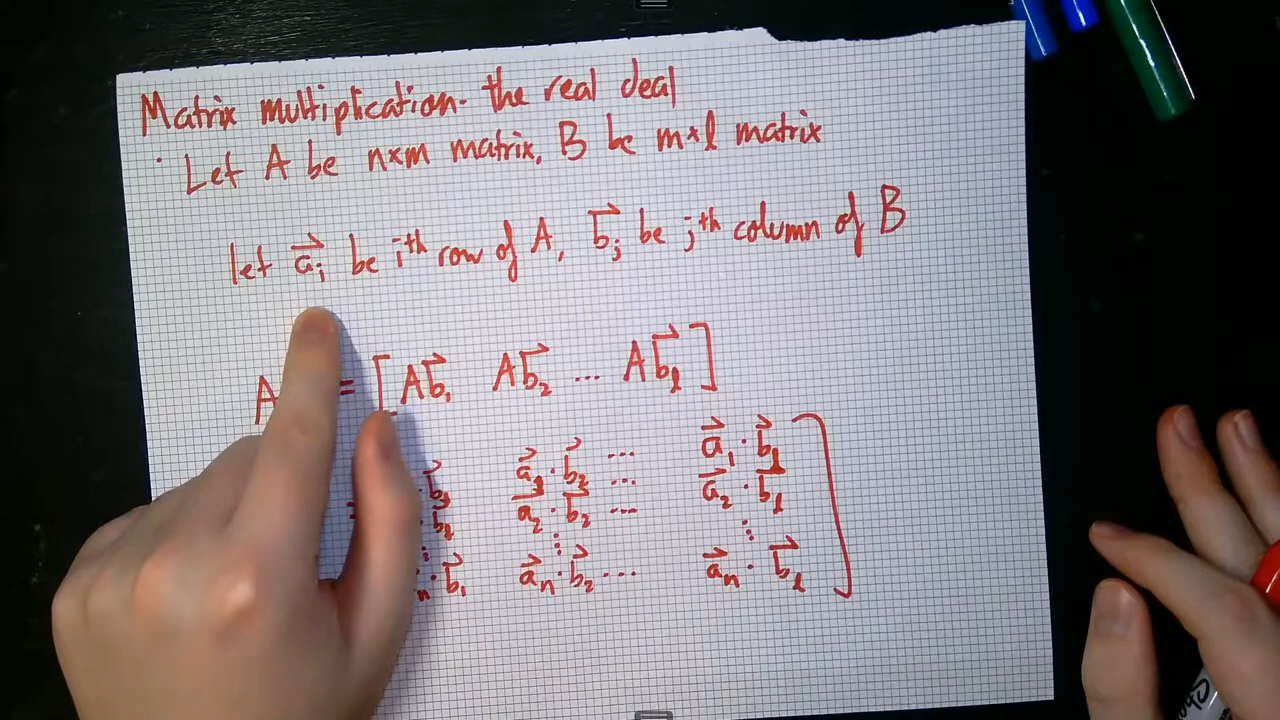 Matrix multiplication- the real deal
· Let A be n×m matrix, B be m×l matrix
let a⃗ᵢ be iᵗʰ row of A, b⃗ⱼ be jᵗʰ column of B
A = [ Ab⃗₁ Ab⃗₂ ... Ab⃗ₗ ]
a⃗₁·b⃗₂ ... a⃗₁·b⃗ₗ ]
a⃗₂·b⃗₂ ... a⃗₂·b⃗ₗ
⋮ ⋮ ⋮
ₙ·b⃗₁ a⃗ₙ·b⃗₂ ... a⃗ₙ·b⃗ₗ